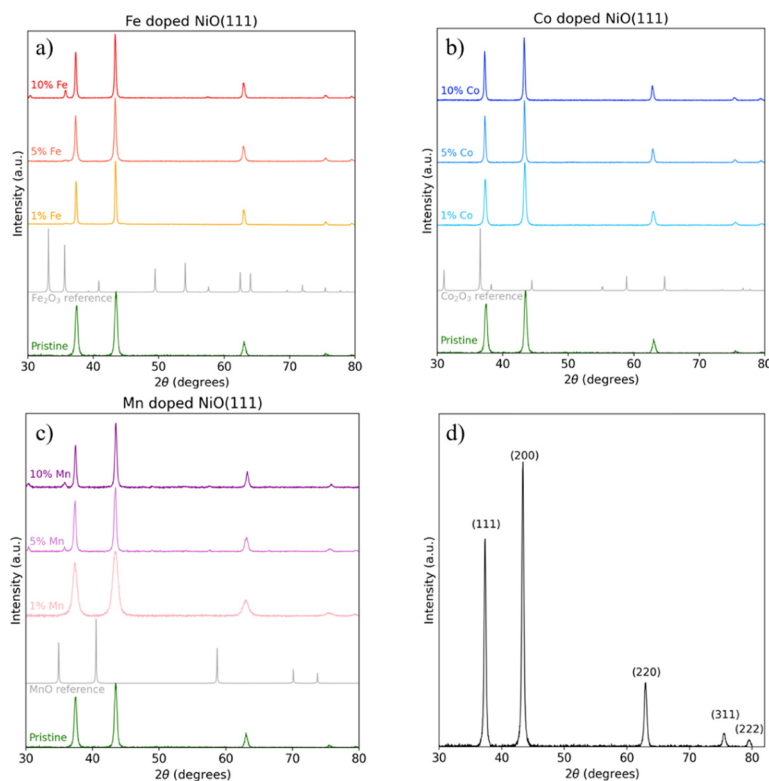 Fe doped NiO(111)
a)
10% Fe
5% Fe
1% Fe
Fe₂O₃ reference
Pristine
Intensity (a.u.)
30 40 50 60 70 80
2θ (degrees)
Co doped NiO(111)
b)
10% Co
5% Co
1% Co
Co₂O₃ reference
Pristine
Intensity (a.u.)
30 40 50 60 70 80
2θ (degrees)
Mn doped NiO(111)
c)
10% Mn
5% Mn
1% Mn
MnO reference
Pristine
Intensity (a.u.)
30 40 50 60 70 80
2θ (degrees)
d)
(200)
(111)
(220)
(311)
(222)
Intensity (a.u.)
30 40 50 60 70 80
2θ (degrees)